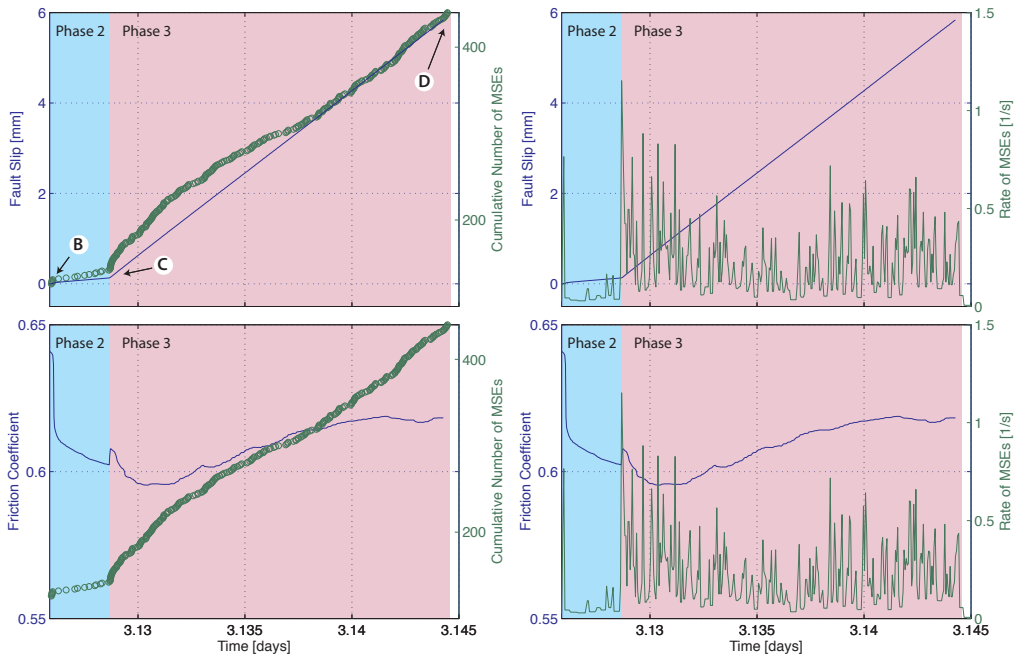 6
4
2
0
Fault Slip [mm]
Phase 2
Phase 3
B
C
D
400
200
Cumulative Number of MSEs
6
4
2
0
Fault Slip [mm]
Phase 2
Phase 3
1.5
1
0.5
0
Rate of MSEs [1/s]
0.65
0.6
0.55
Friction Coefficient
Phase 2
Phase 3
400
200
Cumulative Number of MSEs
3.13
3.135
3.14
3.145
Time [days]
0.65
0.6
0.55
Friction Coefficient
Phase 2
Phase 3
1.5
1
0.5
0
Rate of MSEs [1/s]
3.13
3.135
3.14
3.145
Time [days]